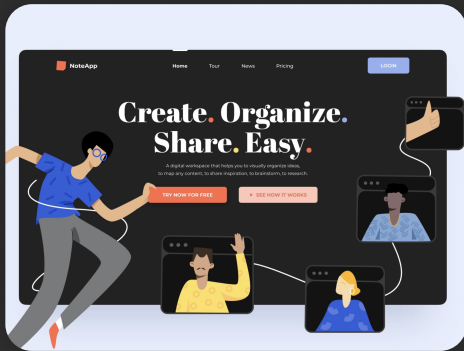 NoteApp
Home
Tour
News
Pricing
LOGIN
Create. Organize.
Share. Easy.
A digital workspace that helps you to visually organize ideas,
to map any content, to share inspiration, to brainstorm, to research.
TRY NOW FOR FREE
SEE HOW IT WORKS